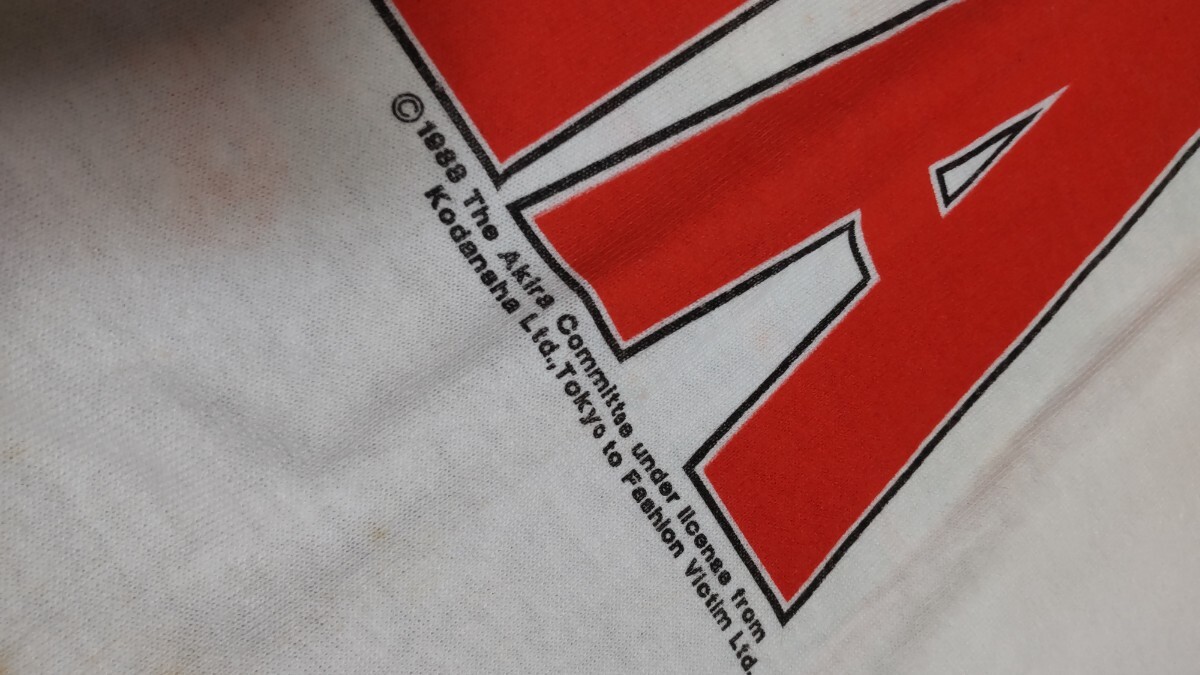 A
©1988 The Akira Committee under license from
Kodansha Ltd.,Tokyo to Fashion Victim Ltd.